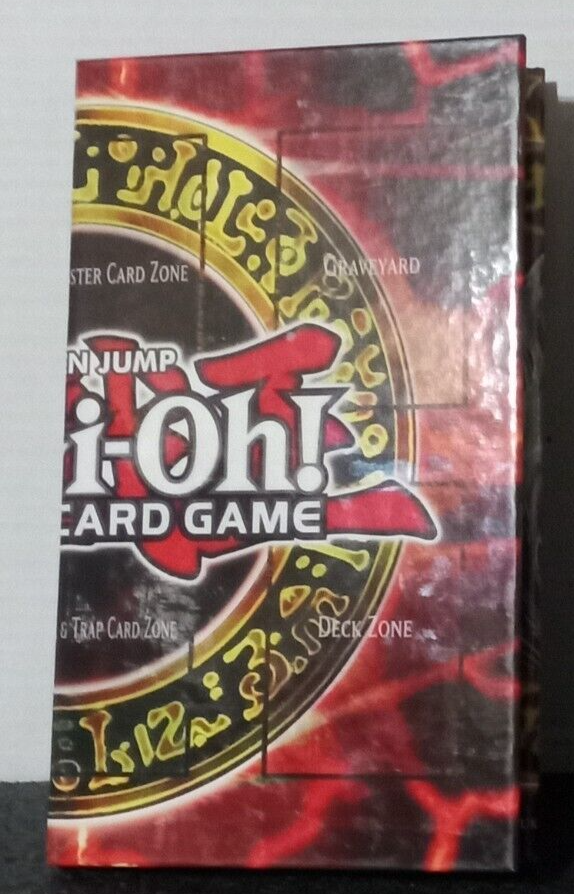 STER CARD ZONE
GRAVEYARD
N JUMP
i-Oh!
CARD GAME
& TRAP CARD ZONE
DECK ZONE